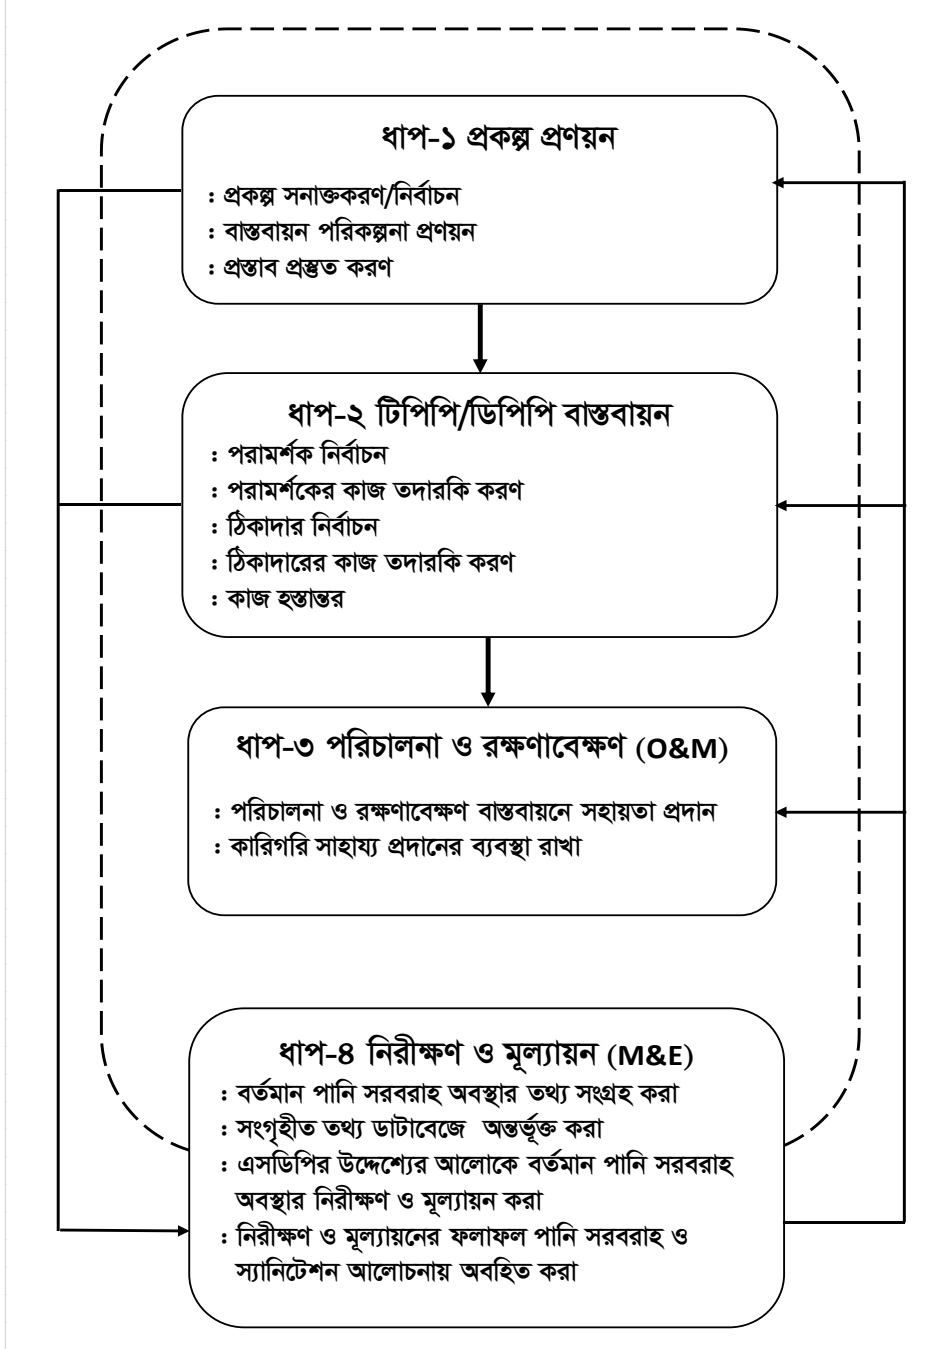 ধাপ-১ প্রকল্প প্রণয়ন
: প্রকল্প সনাক্তকরণ/নির্বাচন
: বাস্তবায়ন পরিকল্পনা প্রণয়ন
: প্রস্তাব প্রস্তুত করণ
ধাপ-২ টিপিপি/ডিপিপি বাস্তবায়ন
: পরামর্শক নির্বাচন
: পরামর্শকের কাজ তদারকি করণ
: ঠিকাদার নির্বাচন
: ঠিকাদারের কাজ তদারকি করণ
: কাজ হস্তান্তর
ধাপ-৩ পরিচালনা ও রক্ষণাবেক্ষণ (O&M)
: পরিচালনা ও রক্ষণাবেক্ষণ বাস্তবায়নে সহায়তা প্রদান
: কারিগরি সাহায্য প্রদানের ব্যবস্থা রাখা
ধাপ-৪ নিরীক্ষণ ও মূল্যায়ন (M&E)
: বর্তমান পানি সরবরাহ অবস্থার তথ্য সংগ্রহ করা
: সংগৃহীত তথ্য ডাটাবেজে অন্তর্ভূক্ত করা
: এসডিপির উদ্দেশ্যের আলোকে বর্তমান পানি সরবরাহ
অবস্থার নিরীক্ষণ ও মূল্যায়ন করা
: নিরীক্ষণ ও মূল্যায়নের ফলাফল পানি সরবরাহ ও
স্যানিটেশন আলোচনায় অবহিত করা